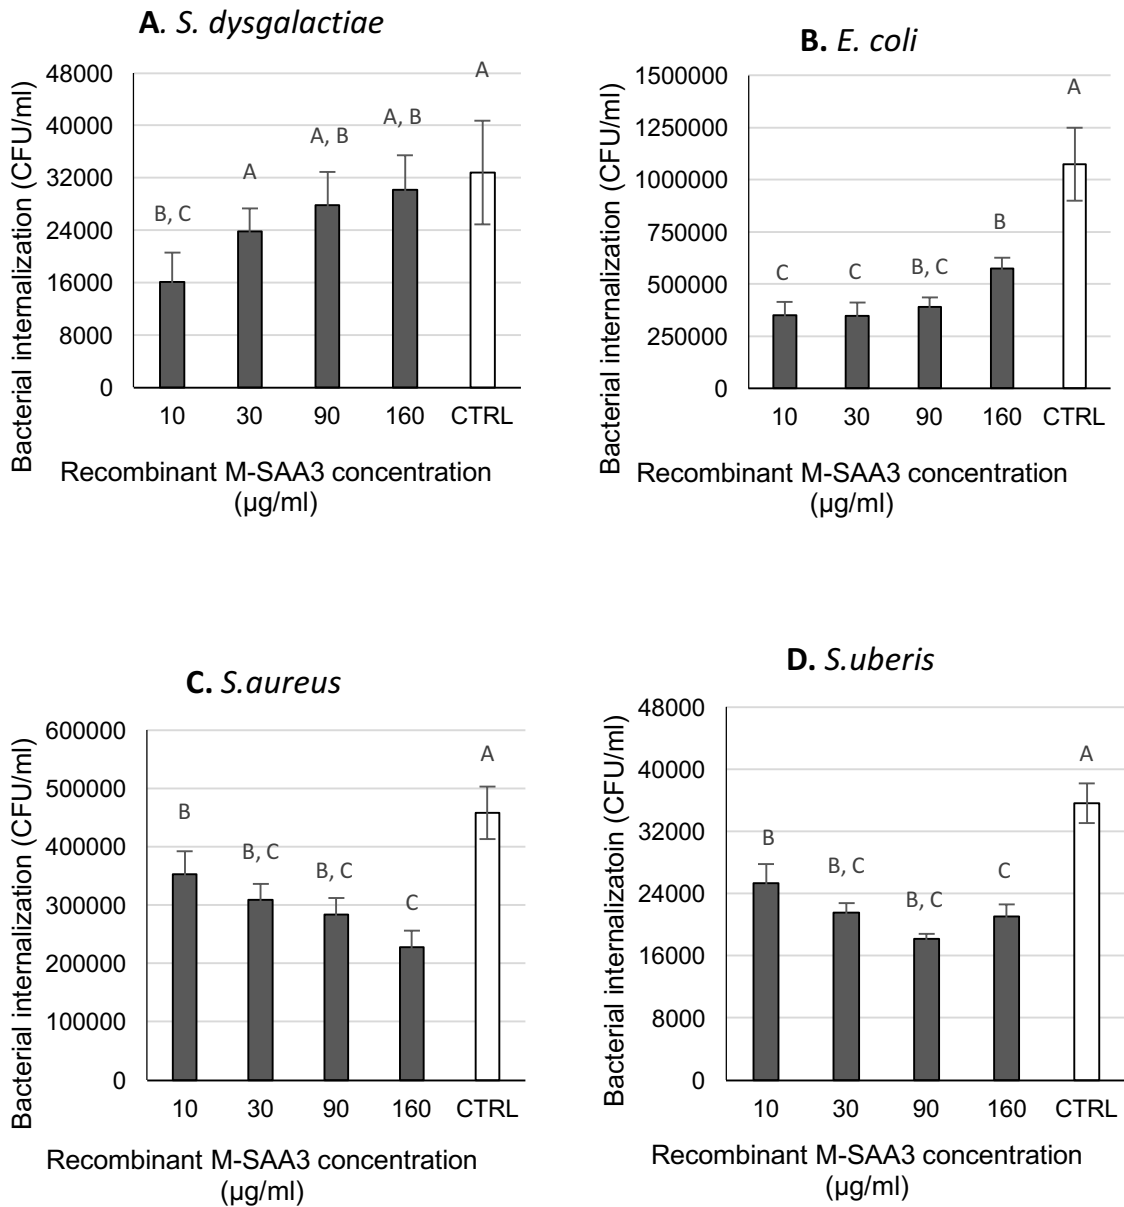 A. S. dysgalactiae
Bacterial internalization (CFU/ml)
48000
40000
32000
24000
16000
8000
0
B, C
A
A, B
A, B
A
10 30 90 160 CTRL
Recombinant M-SAA3 concentration
(µg/ml)
B. E. coli
Bacterial internization (CFU/ml)
1500000
1250000
1000000
750000
500000
250000
0
C
C
B, C
B
A
10 30 90 160 CTRL
Recombinant M-SAA3 concentration
(µg/ml)
C. S.aureus
Bacterial internization (CFU/ml)
600000
500000
400000
300000
200000
100000
0
B
B, C
B, C
C
A
10 30 90 160 CTRL
Recombinant M-SAA3 concentration
(µg/ml)
D. S.uberis
Bacterial internalizatoin (CFU/ml)
48000
40000
32000
24000
16000
8000
0
B
B, C
B, C
C
A
10 30 90 160 CTRL
Recombinant M-SAA3 concentration
(µg/ml)